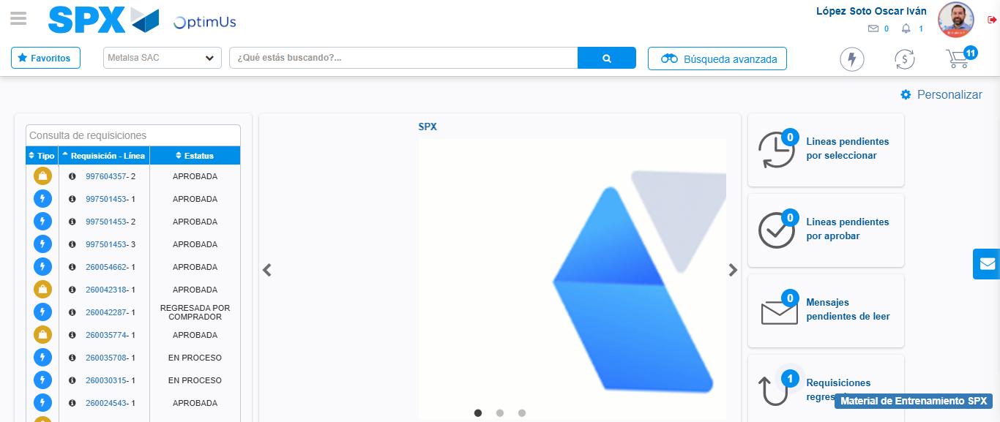 SPX
OptimUs
López Soto Oscar Iván
0 1
Favoritos
Metalsa SAC
¿Qué estás buscando?...
Búsqueda avanzada
$
11
Personalizar
Consulta de requisiciones
Tipo Requisición - Línea Estatus
997604357- 2 APROBADA
997501453- 1 APROBADA
997501453- 2 APROBADA
997501453- 3 APROBADA
260054662- 1 APROBADA
260042318- 1 APROBADA
260042287- 1 REGRESADA POR
COMPRADOR
260035774- 1 APROBADA
260035708- 1 EN PROCESO
260030315- 1 EN PROCESO
260024543- 1 APROBADA
SPX
0
Lineas pendientes
por seleccionar
0
Lineas pendientes
por aprobar
0
Mensajes
pendientes de leer
1
Requisiciones
Material de Entrenamiento SPX